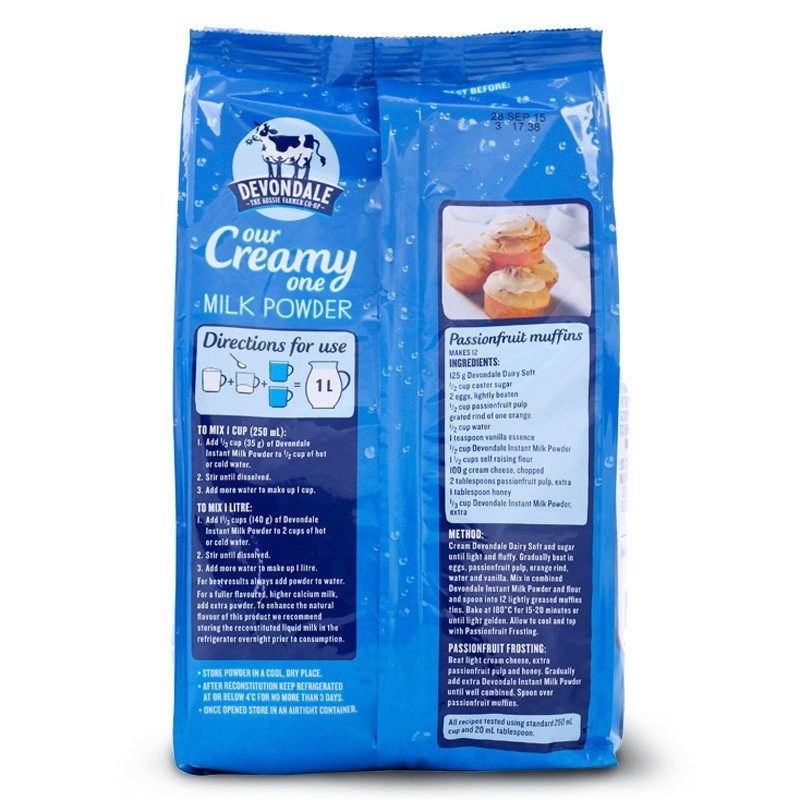 DEVONDALE
- THE AUSSIE FARMER CO-OP -
our
Creamy
one
MILK POWDER
Directions for use
+ + = 1 L
TO MIX 1 CUP (250 mL):
1. Add 1/3 cup (35 g) of Devondale
Instant Milk Powder to 1/2 cup of hot
or cold water.
2. Stir until dissolved.
3. Add more water to make up 1 cup.
TO MIX 1 LITRE:
1. Add 1 1/3 cups (140 g) of Devondale
Instant Milk Powder to 2 cups of hot
or cold water.
2. Stir until dissolved.
3. Add more water to make up 1 litre.
For best results always add powder to water.
For a fuller flavoured, higher calcium milk,
add extra powder. To enhance the natural
flavour of this product we recommend
storing the reconstituted liquid milk in the
refrigerator overnight prior to consumption.
• STORE POWDER IN A COOL, DRY PLACE.
• AFTER RECONSTITUTION KEEP REFRIGERATED
AT OR BELOW 4°C FOR NO MORE THAN 3 DAYS.
• ONCE OPENED STORE IN AN AIRTIGHT CONTAINER.
BEST BEFORE:
28 SEP 15
3 17:38
Passionfruit muffins
MAKES 12
INGREDIENTS:
125 g Devondale Dairy Soft
1/2 cup caster sugar
2 eggs, lightly beaten
1/2 cup passionfruit pulp
grated rind of one orange
1/2 cup water
1 teaspoon vanilla essence
1/2 cup Devondale Instant Milk Powder
1 1/2 cups self raising flour
100 g cream cheese, chopped
2 tablespoons passionfruit pulp, extra
1 tablespoon honey
1/3 cup Devondale Instant Milk Powder,
extra
METHOD:
Cream Devondale Dairy Soft and sugar
until light and fluffy. Gradually beat in
eggs, passionfruit pulp, orange rind,
water and vanilla. Mix in combined
Devondale Instant Milk Powder and flour
and spoon into 12 lightly greased muffins
tins. Bake at 180°C for 15-20 minutes or
until light golden. Allow to cool and top
with Passionfruit Frosting.
PASSIONFRUIT FROSTING:
Beat light cream cheese, extra
passionfruit pulp and honey. Gradually
add extra Devondale Instant Milk Powder
until well combined. Spoon over
passionfruit muffins.
All recipes tested using standard 250 mL
cup and 20 mL tablespoon.